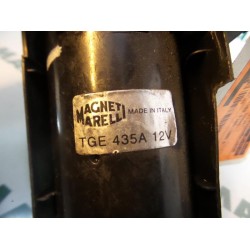 MAGNETI
MARELLI
MADE IN ITALY
TGE 435A 12V